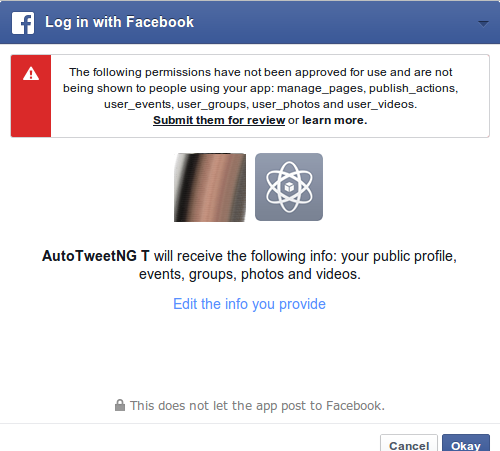 Log in with Facebook
The following permissions have not been approved for use and are not
being shown to people using your app: manage_pages, publish_actions,
user_events, user_groups, user_photos and user_videos.
Submit them for review or learn more.
AutoTweetNG T will receive the following info: your public profile,
events, groups, photos and videos.
Edit the info you provide
This does not let the app post to Facebook.
Cancel Okay